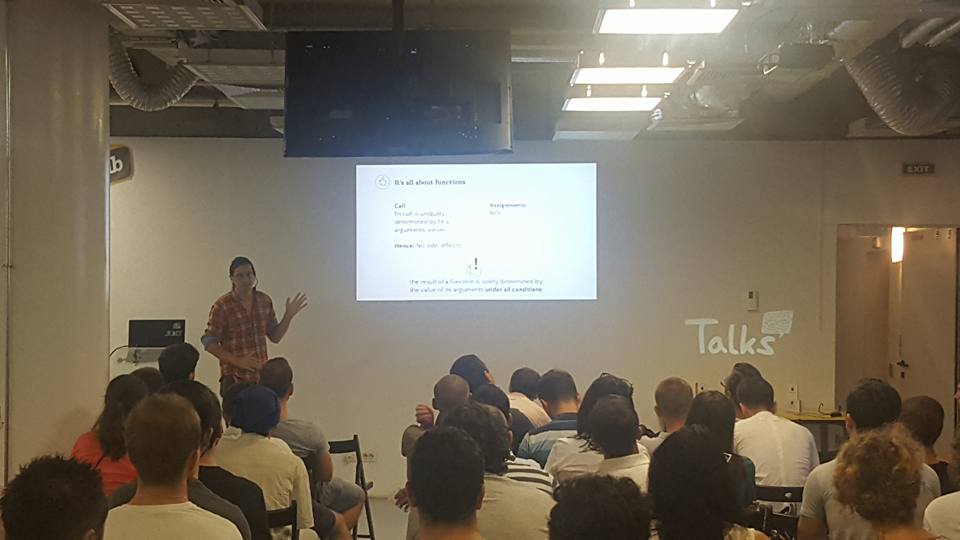 It's all about functions
Call
Fn call is uniquely
determined by Fn's
arguments' values
Hence: No side-effects!
Assignments
NO!
!
the result of a function is solely determined by
the value of its arguments under all conditions
b
EXIT
Talks